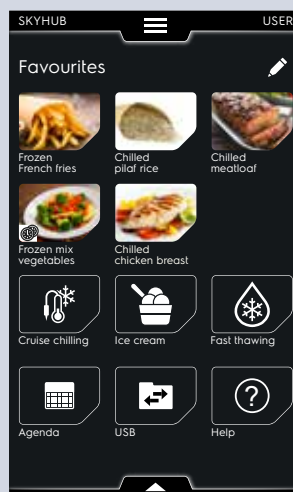 SKYHUB USER
Favourites
Frozen
French fries
Chilled
pilaf rice
Chilled
meatloaf
Frozen mix
vegetables
Chilled
chicken breast
Cruise chilling
Ice cream
Fast thawing
Agenda
USB
Help